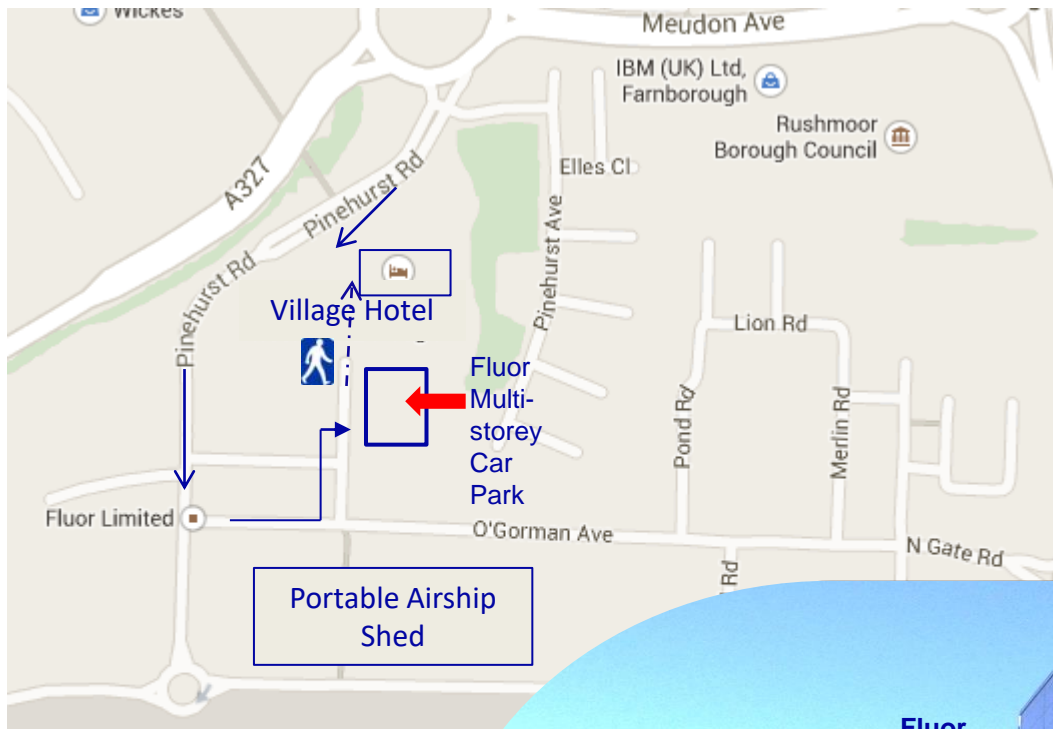 Wickes
Meudon Ave
IBM (UK) Ltd,
Farnborough
Rushmoor
Borough Council
A327
Pinehurst Rd
Elles Cl
Pinehurst Ave
Pinehurst Rd
Village Hotel
Lion Rd
Fluor
Multi-
storey
Car
Park
Pond Rd
Merlin Rd
Fluor Limited
O'Gorman Ave
N Gate Rd
Rd
Portable Airship
Shed
Fluor